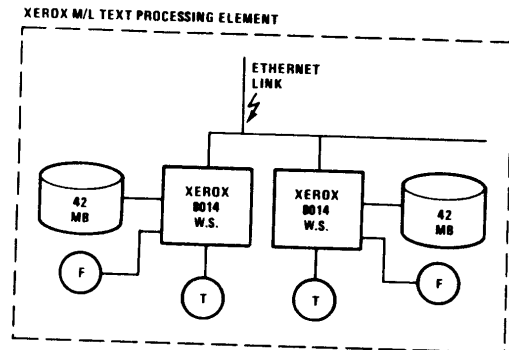 XEROX M/L TEXT PROCESSING ELEMENT
ETHERNET
LINK
42
MB
XEROX
8014
W.S.
XEROX
8014
W.S.
42
MB
F
T
T
F